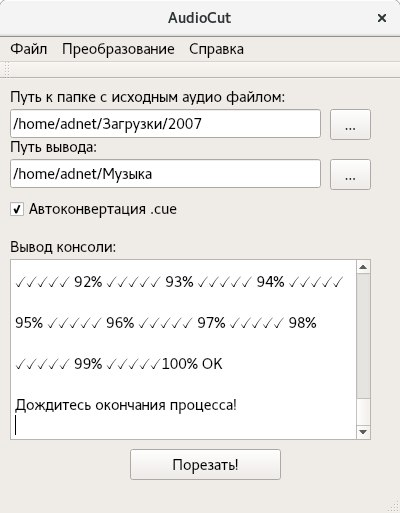 AudioCut
Файл Преобразование Справка
Путь к папке с исходным аудио файлом:
/home/adnet/Загрузки/2007
...
Путь вывода:
/home/adnet/Музыка
...
Автоконвертация .cue
Вывод консоли:
✓✓✓✓✓ 92% ✓✓✓✓✓ 93% ✓✓✓✓✓ 94% ✓✓✓✓✓
95% ✓✓✓✓✓ 96% ✓✓✓✓✓ 97% ✓✓✓✓✓ 98%
✓✓✓✓✓ 99% ✓✓✓✓✓100% OK
Дождитесь окончания процесса!
Порезать!